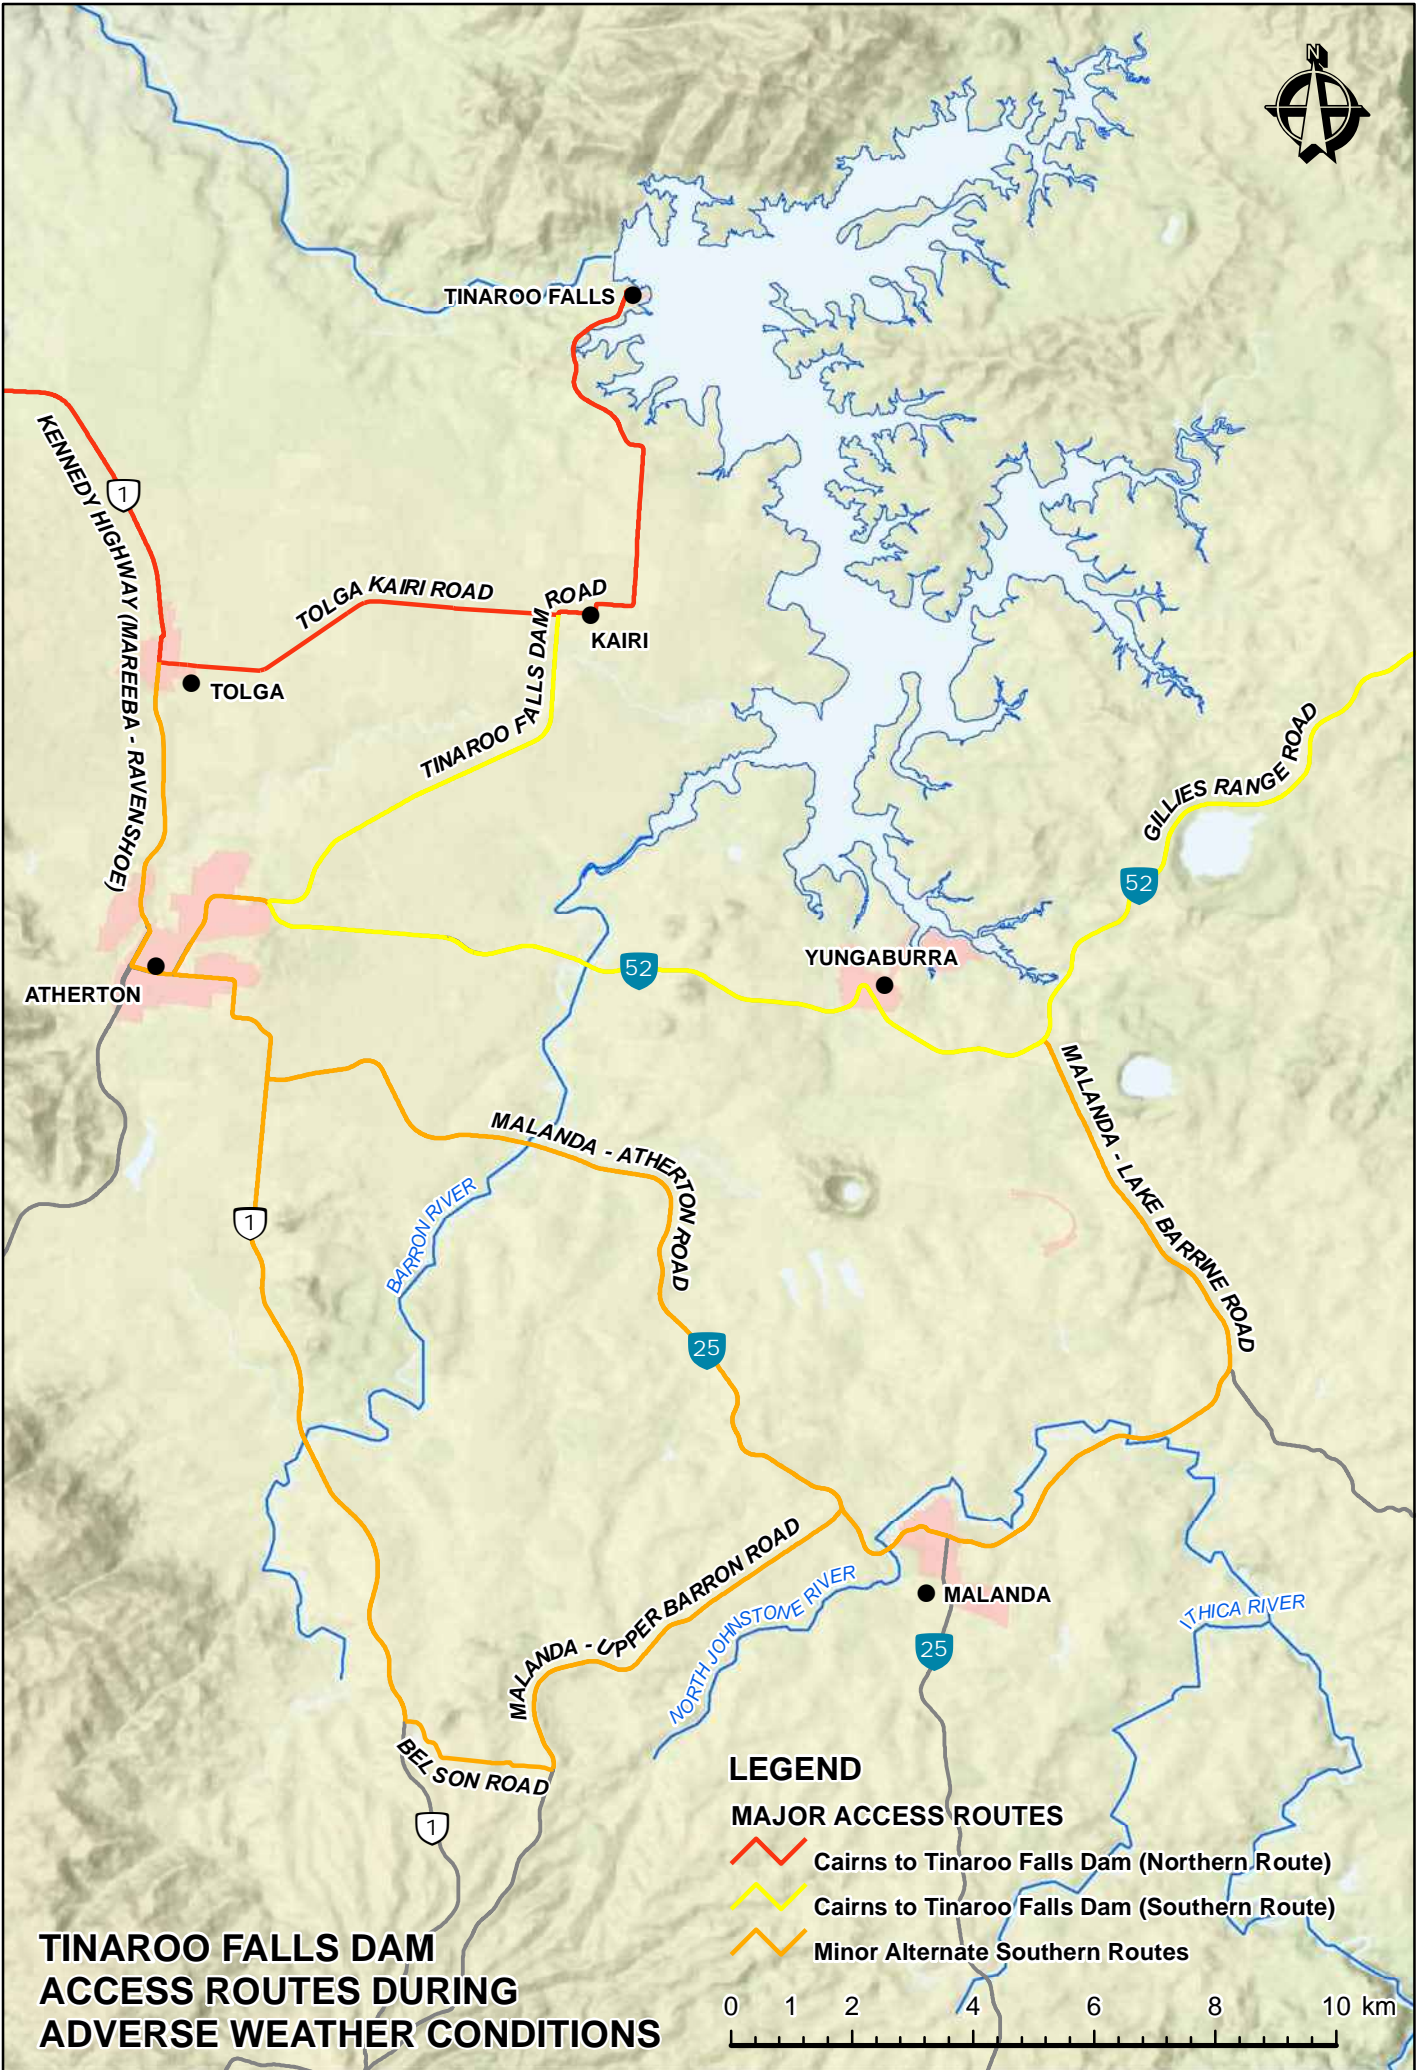 N
TINAROO FALLS
KENNEDY HIGHWAY (MAREEBA - RAVENSHOE)
1
TOLGA KAIRI ROAD
KAIRI
TOLGA
TINAROO FALLS DAM ROAD
GILLIES RANGE ROAD
52
52
YUNGABURRA
ATHERTON
MALANDA - LAKE BARRINE ROAD
MALANDA - ATHERTON ROAD
BARRON RIVER
1
25
MALANDA - UPPER BARRON ROAD
NORTH JOHNSTONE RIVER
MALANDA
ITHICA RIVER
25
BELSON ROAD
1
LEGEND
MAJOR ACCESS ROUTES
Cairns to Tinaroo Falls Dam (Northern Route)
Cairns to Tinaroo Falls Dam (Southern Route)
Minor Alternate Southern Routes
TINAROO FALLS DAM
ACCESS ROUTES DURING
ADVERSE WEATHER CONDITIONS
0 1 2 4 6 8 10 km